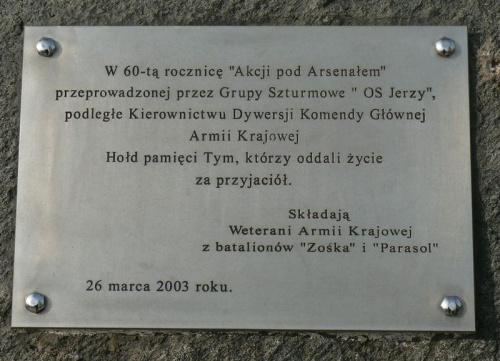 W 60-tą rocznicę "Akcji pod Arsenałem"
przeprowadzonej przez Grupy Szturmowe " OS Jerzy",
podległe Kierownictwu Dywersji Komendy Głównej
Armii Krajowej
Hołd pamięci Tym, którzy oddali życie
za przyjaciół.
Składają
Weterani Armii Krajowej
z batalionów "Zośka" i "Parasol"
26 marca 2003 roku.